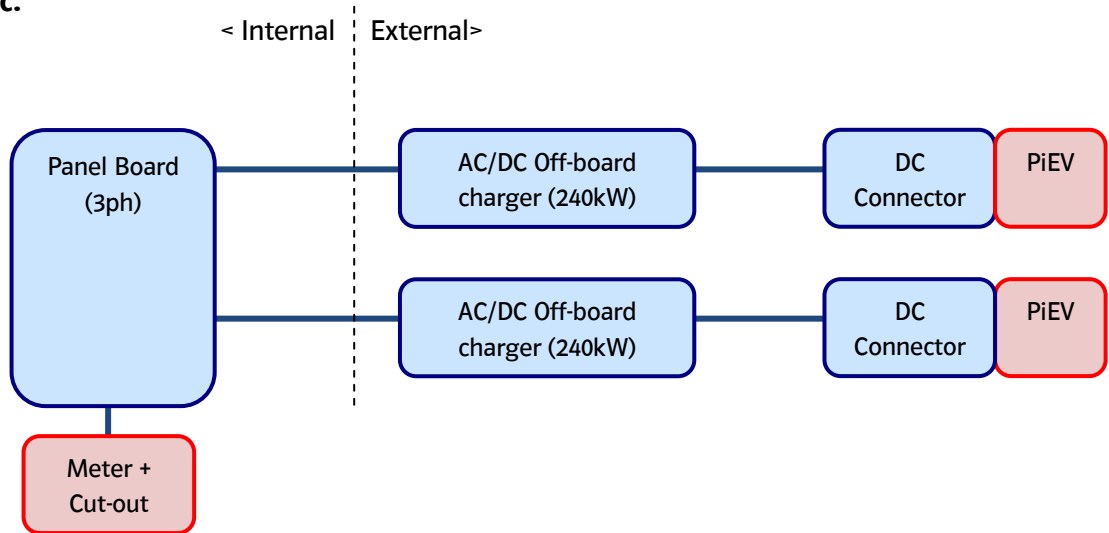 c.
< Internal
External>
Panel Board
(3ph)
AC/DC Off-board
charger (240kW)
DC
Connector
PiEV
AC/DC Off-board
charger (240kW)
DC
Connector
PiEV
Meter +
Cut-out